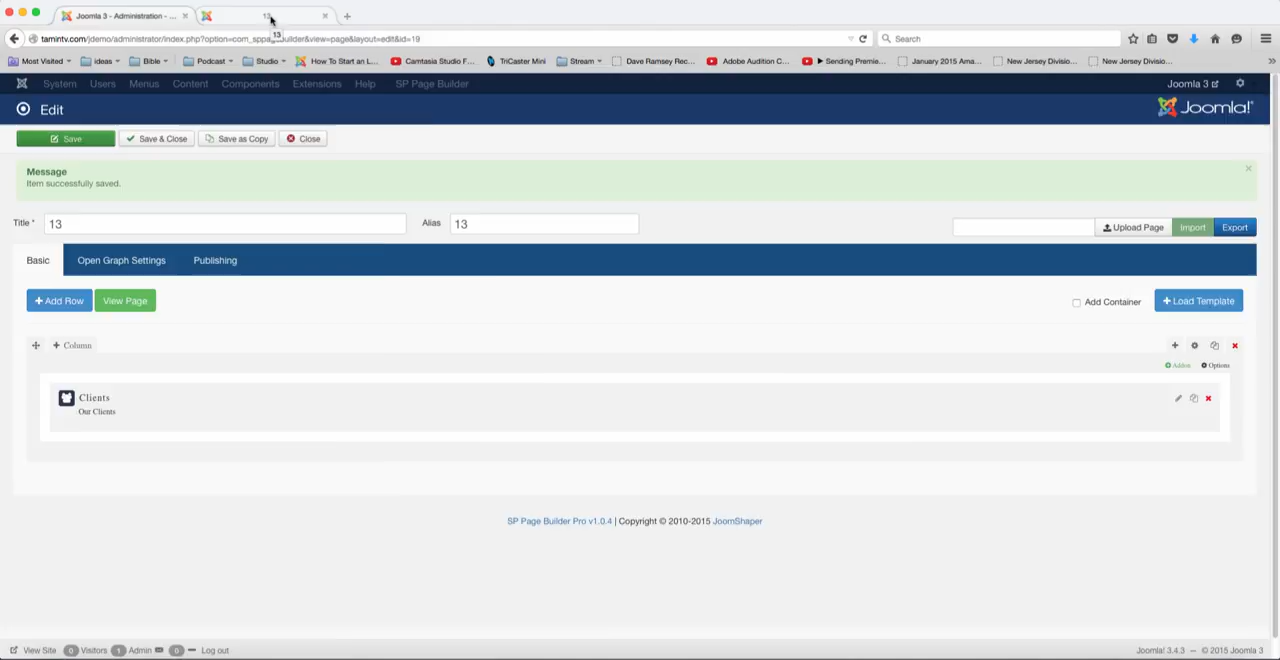 Joomla 3 - Administration - ...
13
13
tamintv.com/jdemo/administrator/index.php?option=com_sppa builder&view=page&layout=edit&id=19
Search
Most Visited
ideas
Bible
Podcast
Studio
How To Start an L...
Camtasia Studio F...
TriCaster Mini
Stream
Dave Ramsey Rec...
Adobe Audition C...
▶ Sending Premie...
January 2015 Ama...
New Jersey Divisio...
New Jersey Divisio...
System Users Menus Content Components Extensions Help SP Page Builder
Joomla 3
Edit
Joomla!
Save
Save & Close
Save as Copy
Close
Message
Item successfully saved.
Title *
13
Alias
13
Upload Page
Import
Export
Basic
Open Graph Settings
Publishing
+ Add Row
View Page
Add Container
+ Load Template
+ Column
Addon
Options
Clients
Our Clients
SP Page Builder Pro v1.0.4 | Copyright © 2010-2015 JoomShaper
View Site 0 Visitors 1 Admin 0 Log out
Joomla! 3.4.3 — © 2015 Joomla 3